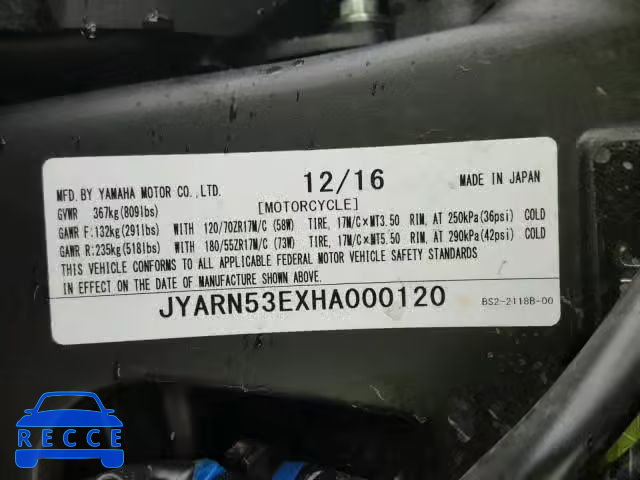 MFD. BY YAMAHA MOTOR CO., LTD. 12/16 MADE IN JAPAN
GVWR 367kg(809lbs) [MOTORCYCLE]
GAWR F:132kg(291lbs) WITH 120/70ZR17M/C (58W) TIRE, 17M/C×MT3.50 RIM, AT 250kPa(36psi) COLD
GAWR R:235kg(518lbs) WITH 180/55ZR17M/C (73W) TIRE, 17M/C×MT5.50 RIM, AT 290kPa(42psi) COLD
THIS VEHICLE CONFORMS TO ALL APPLICABLE FEDERAL MOTOR VEHICLE SAFETY STANDARDS
IN EFFECT ON THE DATE OF MANUFACTURE SHOWN ABOVE.
JYARN53EXHA000120 BS2-2118B-00
RECCE